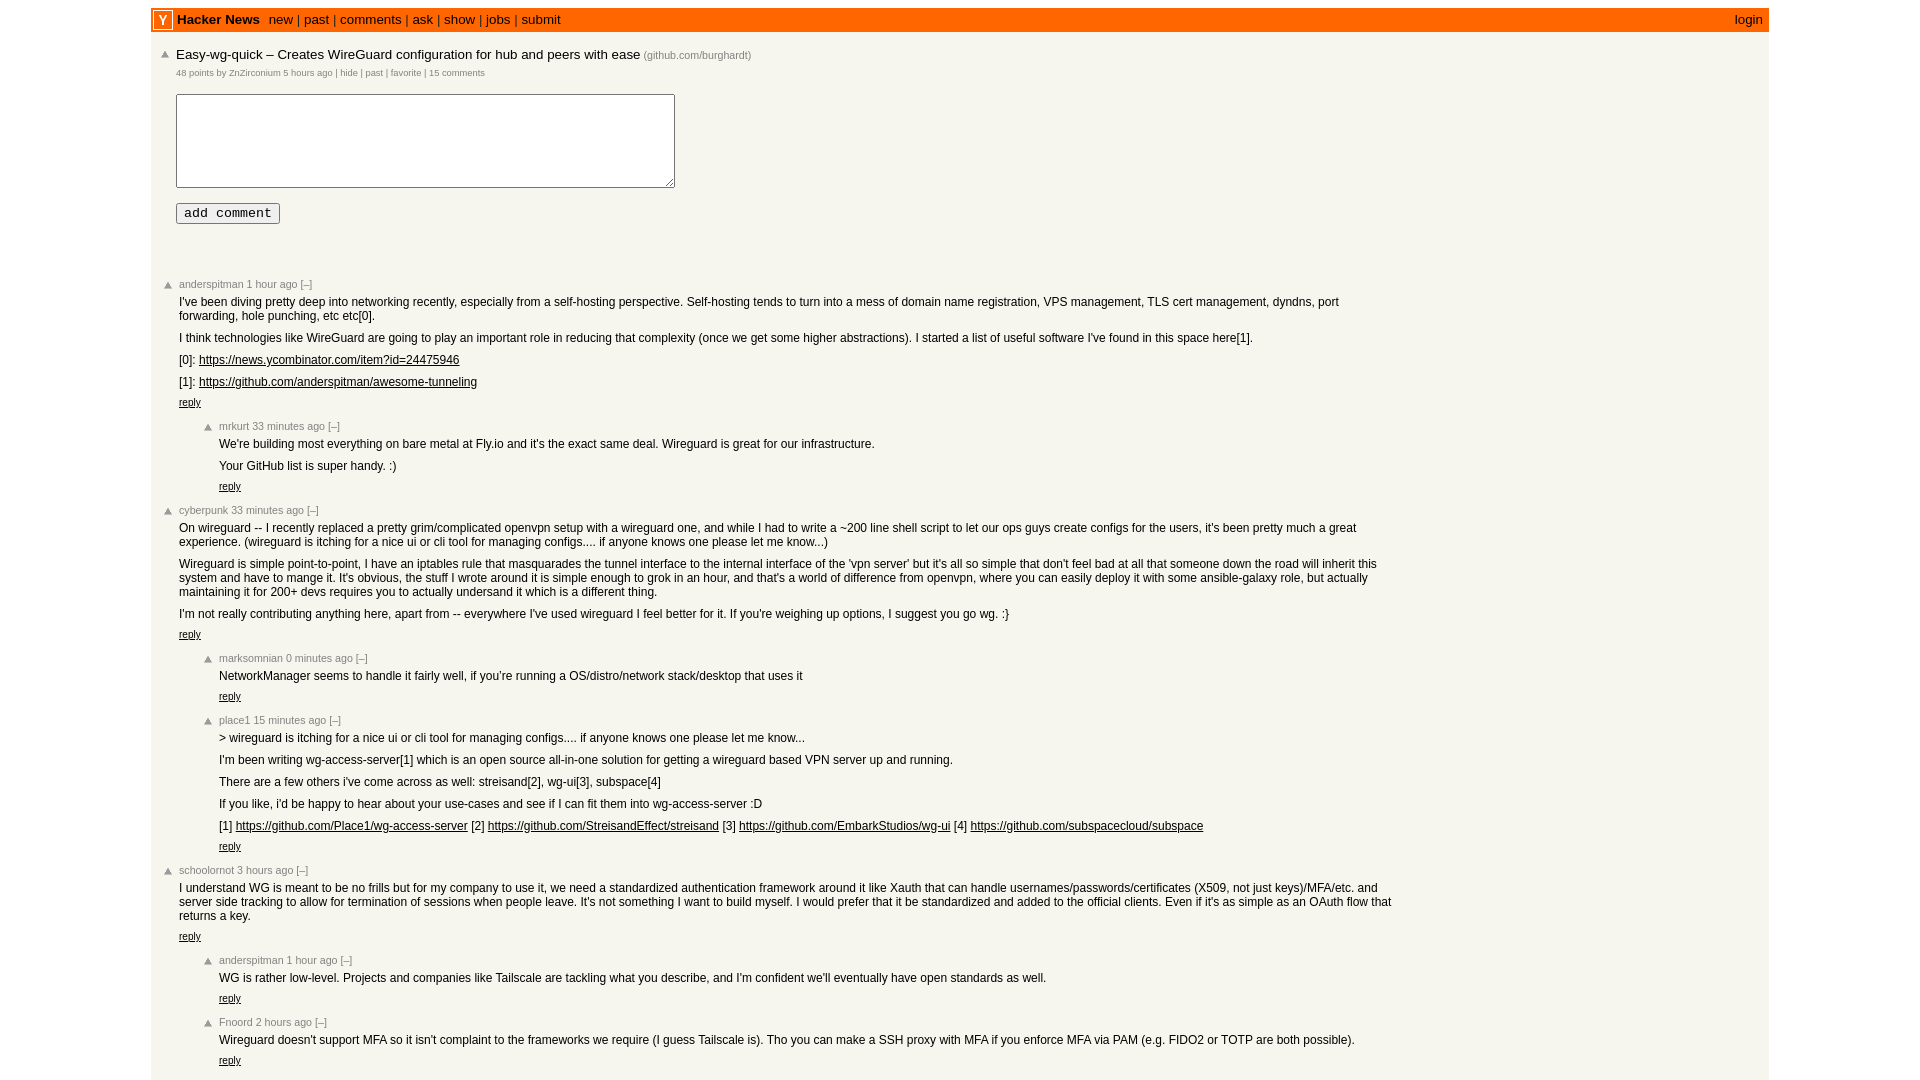 Y Hacker News new | past | comments | ask | show | jobs | submit login
Easy-wg-quick – Creates WireGuard configuration for hub and peers with ease (github.com/burghardt)
48 points by ZnZirconium 5 hours ago | hide | past | favorite | 15 comments
add comment
anderspitman 1 hour ago [–]
I've been diving pretty deep into networking recently, especially from a self-hosting perspective. Self-hosting tends to turn into a mess of domain name registration, VPS management, TLS cert management, dyndns, port
forwarding, hole punching, etc etc[0].
I think technologies like WireGuard are going to play an important role in reducing that complexity (once we get some higher abstractions). I started a list of useful software I've found in this space here[1].
[0]: https://news.ycombinator.com/item?id=24475946
[1]: https://github.com/anderspitman/awesome-tunneling
reply
mrkurt 33 minutes ago [–]
We're building most everything on bare metal at Fly.io and it's the exact same deal. Wireguard is great for our infrastructure.
Your GitHub list is super handy. :)
reply
cyberpunk 33 minutes ago [–]
On wireguard -- I recently replaced a pretty grim/complicated openvpn setup with a wireguard one, and while I had to write a ~200 line shell script to let our ops guys create configs for the users, it's been pretty much a great
experience. (wireguard is itching for a nice ui or cli tool for managing configs.... if anyone knows one please let me know...)
Wireguard is simple point-to-point, I have an iptables rule that masquarades the tunnel interface to the internal interface of the 'vpn server' but it's all so simple that don't feel bad at all that someone down the road will inherit this
system and have to mange it. It's obvious, the stuff I wrote around it is simple enough to grok in an hour, and that's a world of difference from openvpn, where you can easily deploy it with some ansible-galaxy role, but actually
maintaining it for 200+ devs requires you to actually undersand it which is a different thing.
I'm not really contributing anything here, apart from -- everywhere I've used wireguard I feel better for it. If you're weighing up options, I suggest you go wg. :}
reply
marksomnian 0 minutes ago [–]
NetworkManager seems to handle it fairly well, if you’re running a OS/distro/network stack/desktop that uses it
reply
place1 15 minutes ago [–]
> wireguard is itching for a nice ui or cli tool for managing configs.... if anyone knows one please let me know...
I'm been writing wg-access-server[1] which is an open source all-in-one solution for getting a wireguard based VPN server up and running.
There are a few others i've come across as well: streisand[2], wg-ui[3], subspace[4]
If you like, i'd be happy to hear about your use-cases and see if I can fit them into wg-access-server :D
[1] https://github.com/Place1/wg-access-server [2] https://github.com/StreisandEffect/streisand [3] https://github.com/EmbarkStudios/wg-ui [4] https://github.com/subspacecloud/subspace
reply
schoolornot 3 hours ago [–]
I understand WG is meant to be no frills but for my company to use it, we need a standardized authentication framework around it like Xauth that can handle usernames/passwords/certificates (X509, not just keys)/MFA/etc. and
server side tracking to allow for termination of sessions when people leave. It's not something I want to build myself. I would prefer that it be standardized and added to the official clients. Even if it's as simple as an OAuth flow that
returns a key.
reply
anderspitman 1 hour ago [–]
WG is rather low-level. Projects and companies like Tailscale are tackling what you describe, and I'm confident we'll eventually have open standards as well.
reply
Fnoord 2 hours ago [–]
Wireguard doesn't support MFA so it isn't complaint to the frameworks we require (I guess Tailscale is). Tho you can make a SSH proxy with MFA if you enforce MFA via PAM (e.g. FIDO2 or TOTP are both possible).
reply